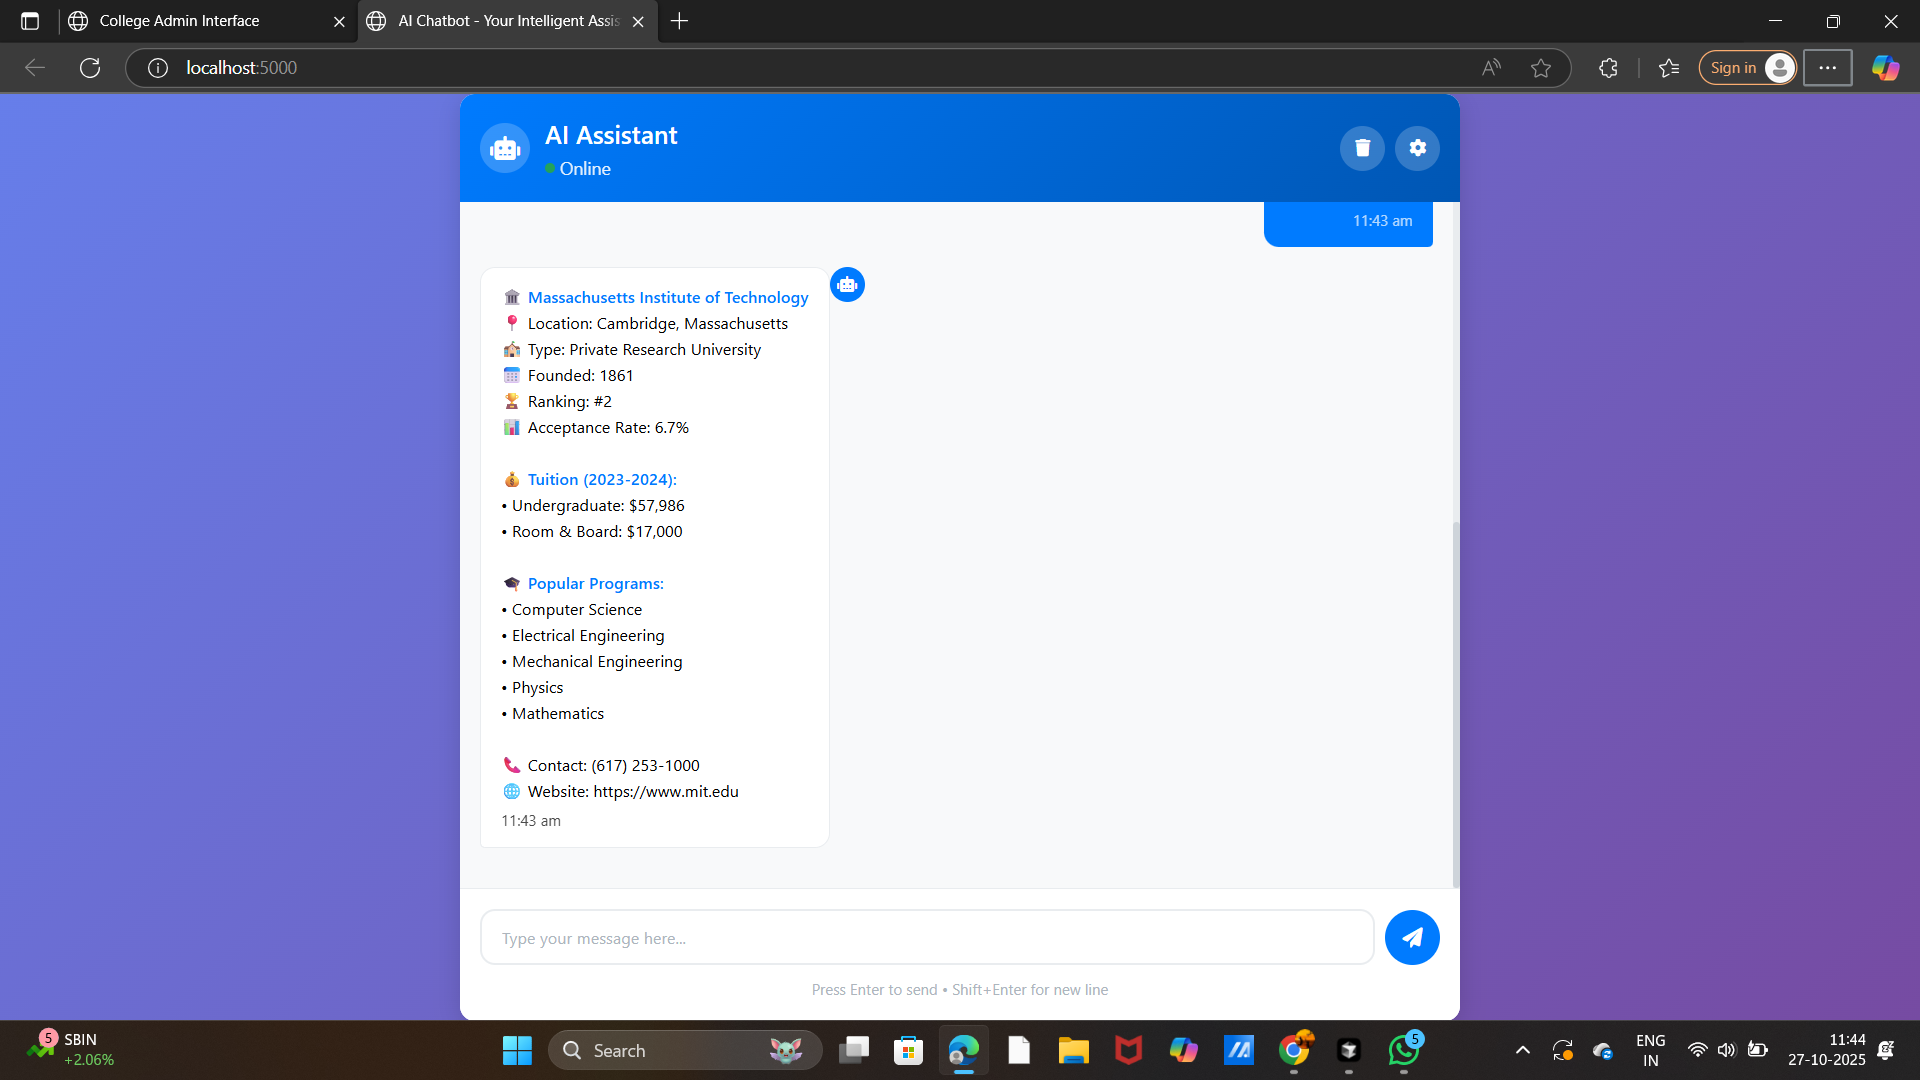 College Admin Interface
AI Chatbot - Your Intelligent Assis
localhost:5000
Sign in
AI Assistant
Online
11:43 am
Massachusetts Institute of Technology
Location: Cambridge, Massachusetts
Type: Private Research University
Founded: 1861
Ranking: #2
Acceptance Rate: 6.7%
Tuition (2023-2024):
• Undergraduate: $57,986
• Room & Board: $17,000
Popular Programs:
• Computer Science
• Electrical Engineering
• Mechanical Engineering
• Physics
• Mathematics
Contact: (617) 253-1000
Website: https://www.mit.edu
11:43 am
Type your message here...
Press Enter to send • Shift+Enter for new line
5
SBIN
+2.06%
Search
5
ENG
IN
11:44
27-10-2025